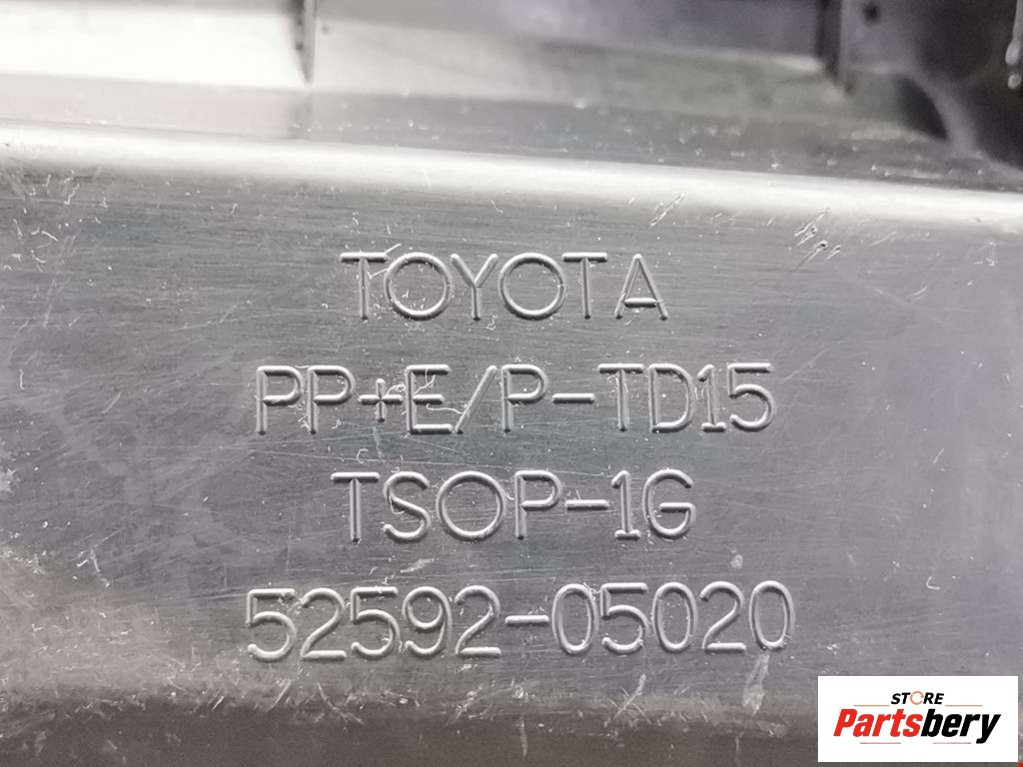 TOYOTA
PP+E/P-TD15
TSOP-1G
52592-05020
STORE
Partsbery